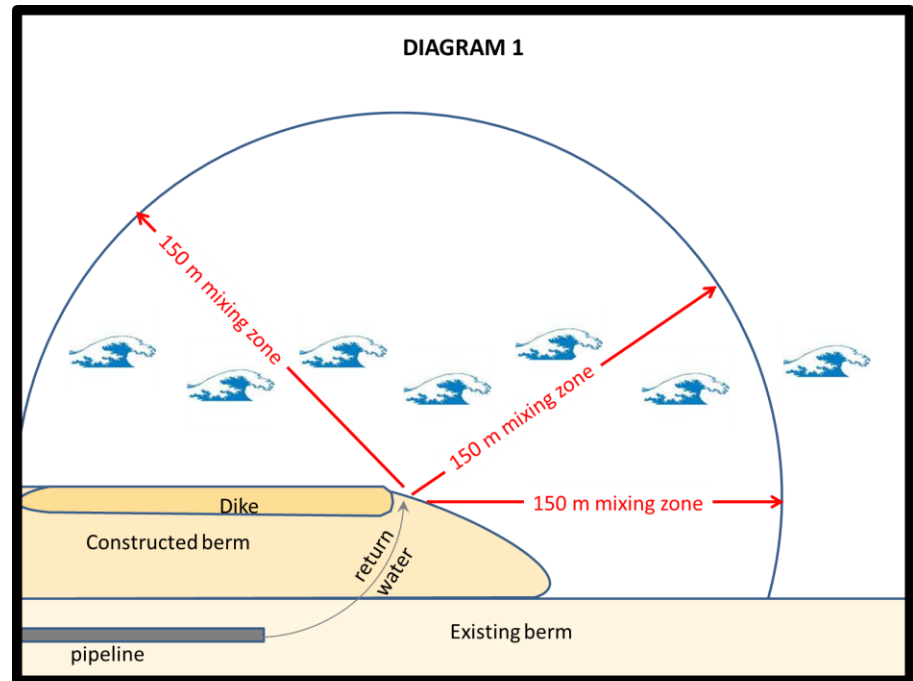 DIAGRAM 1
150 m mixing zone
150 m mixing zone
150 m mixing zone
Dike
Constructed berm
return
water
Existing berm
pipeline